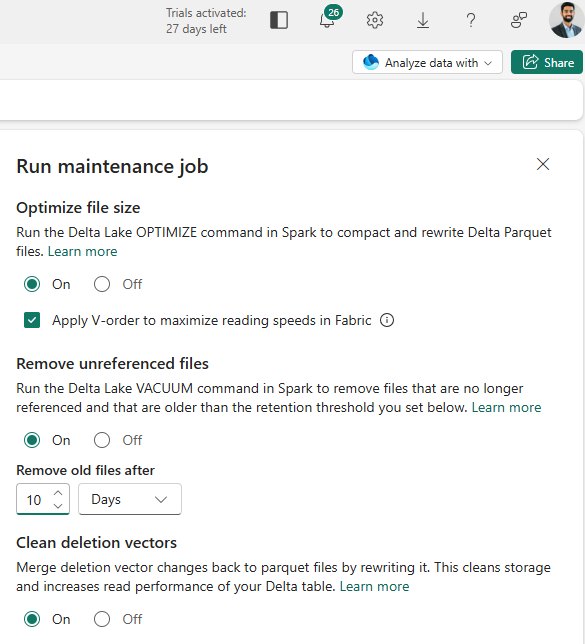 Trials activated:
27 days left
26
Analyze data with
Share
Run maintenance job
Optimize file size
Run the Delta Lake OPTIMIZE command in Spark to compact and rewrite Delta Parquet
files. Learn more
On Off
Apply V-order to maximize reading speeds in Fabric
Remove unreferenced files
Run the Delta Lake VACUUM command in Spark to remove files that are no longer
referenced and that are older than the retention threshold you set below. Learn more
On Off
Remove old files after
10 Days
Clean deletion vectors
Merge deletion vector changes back to parquet files by rewriting it. This cleans storage
and increases read performance of your Delta table. Learn more
On Off